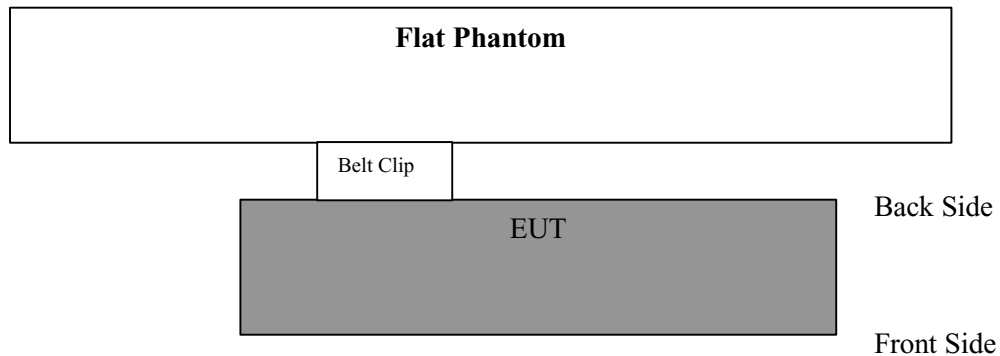 Flat Phantom
Belt Clip
Back Side
EUT
Front Side